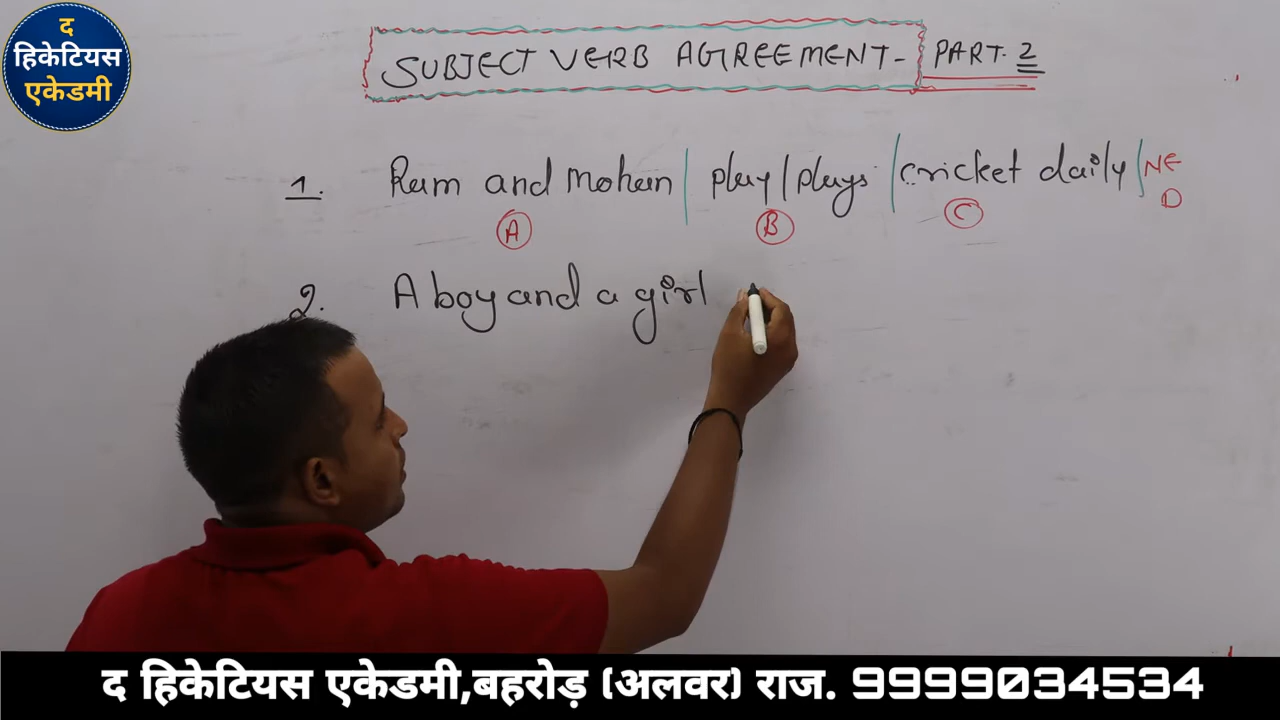 द
हिकेटियस
एकेडमी
SUBJECT VERB AGREEMENT- PART. 2
1. Ram and Mohan | play/plays | cricket daily | NE
A B C D
2. A boy and a girl
द हिकेटियस एकेडमी,बहरोड़ (अलवर) राज. 9999034534